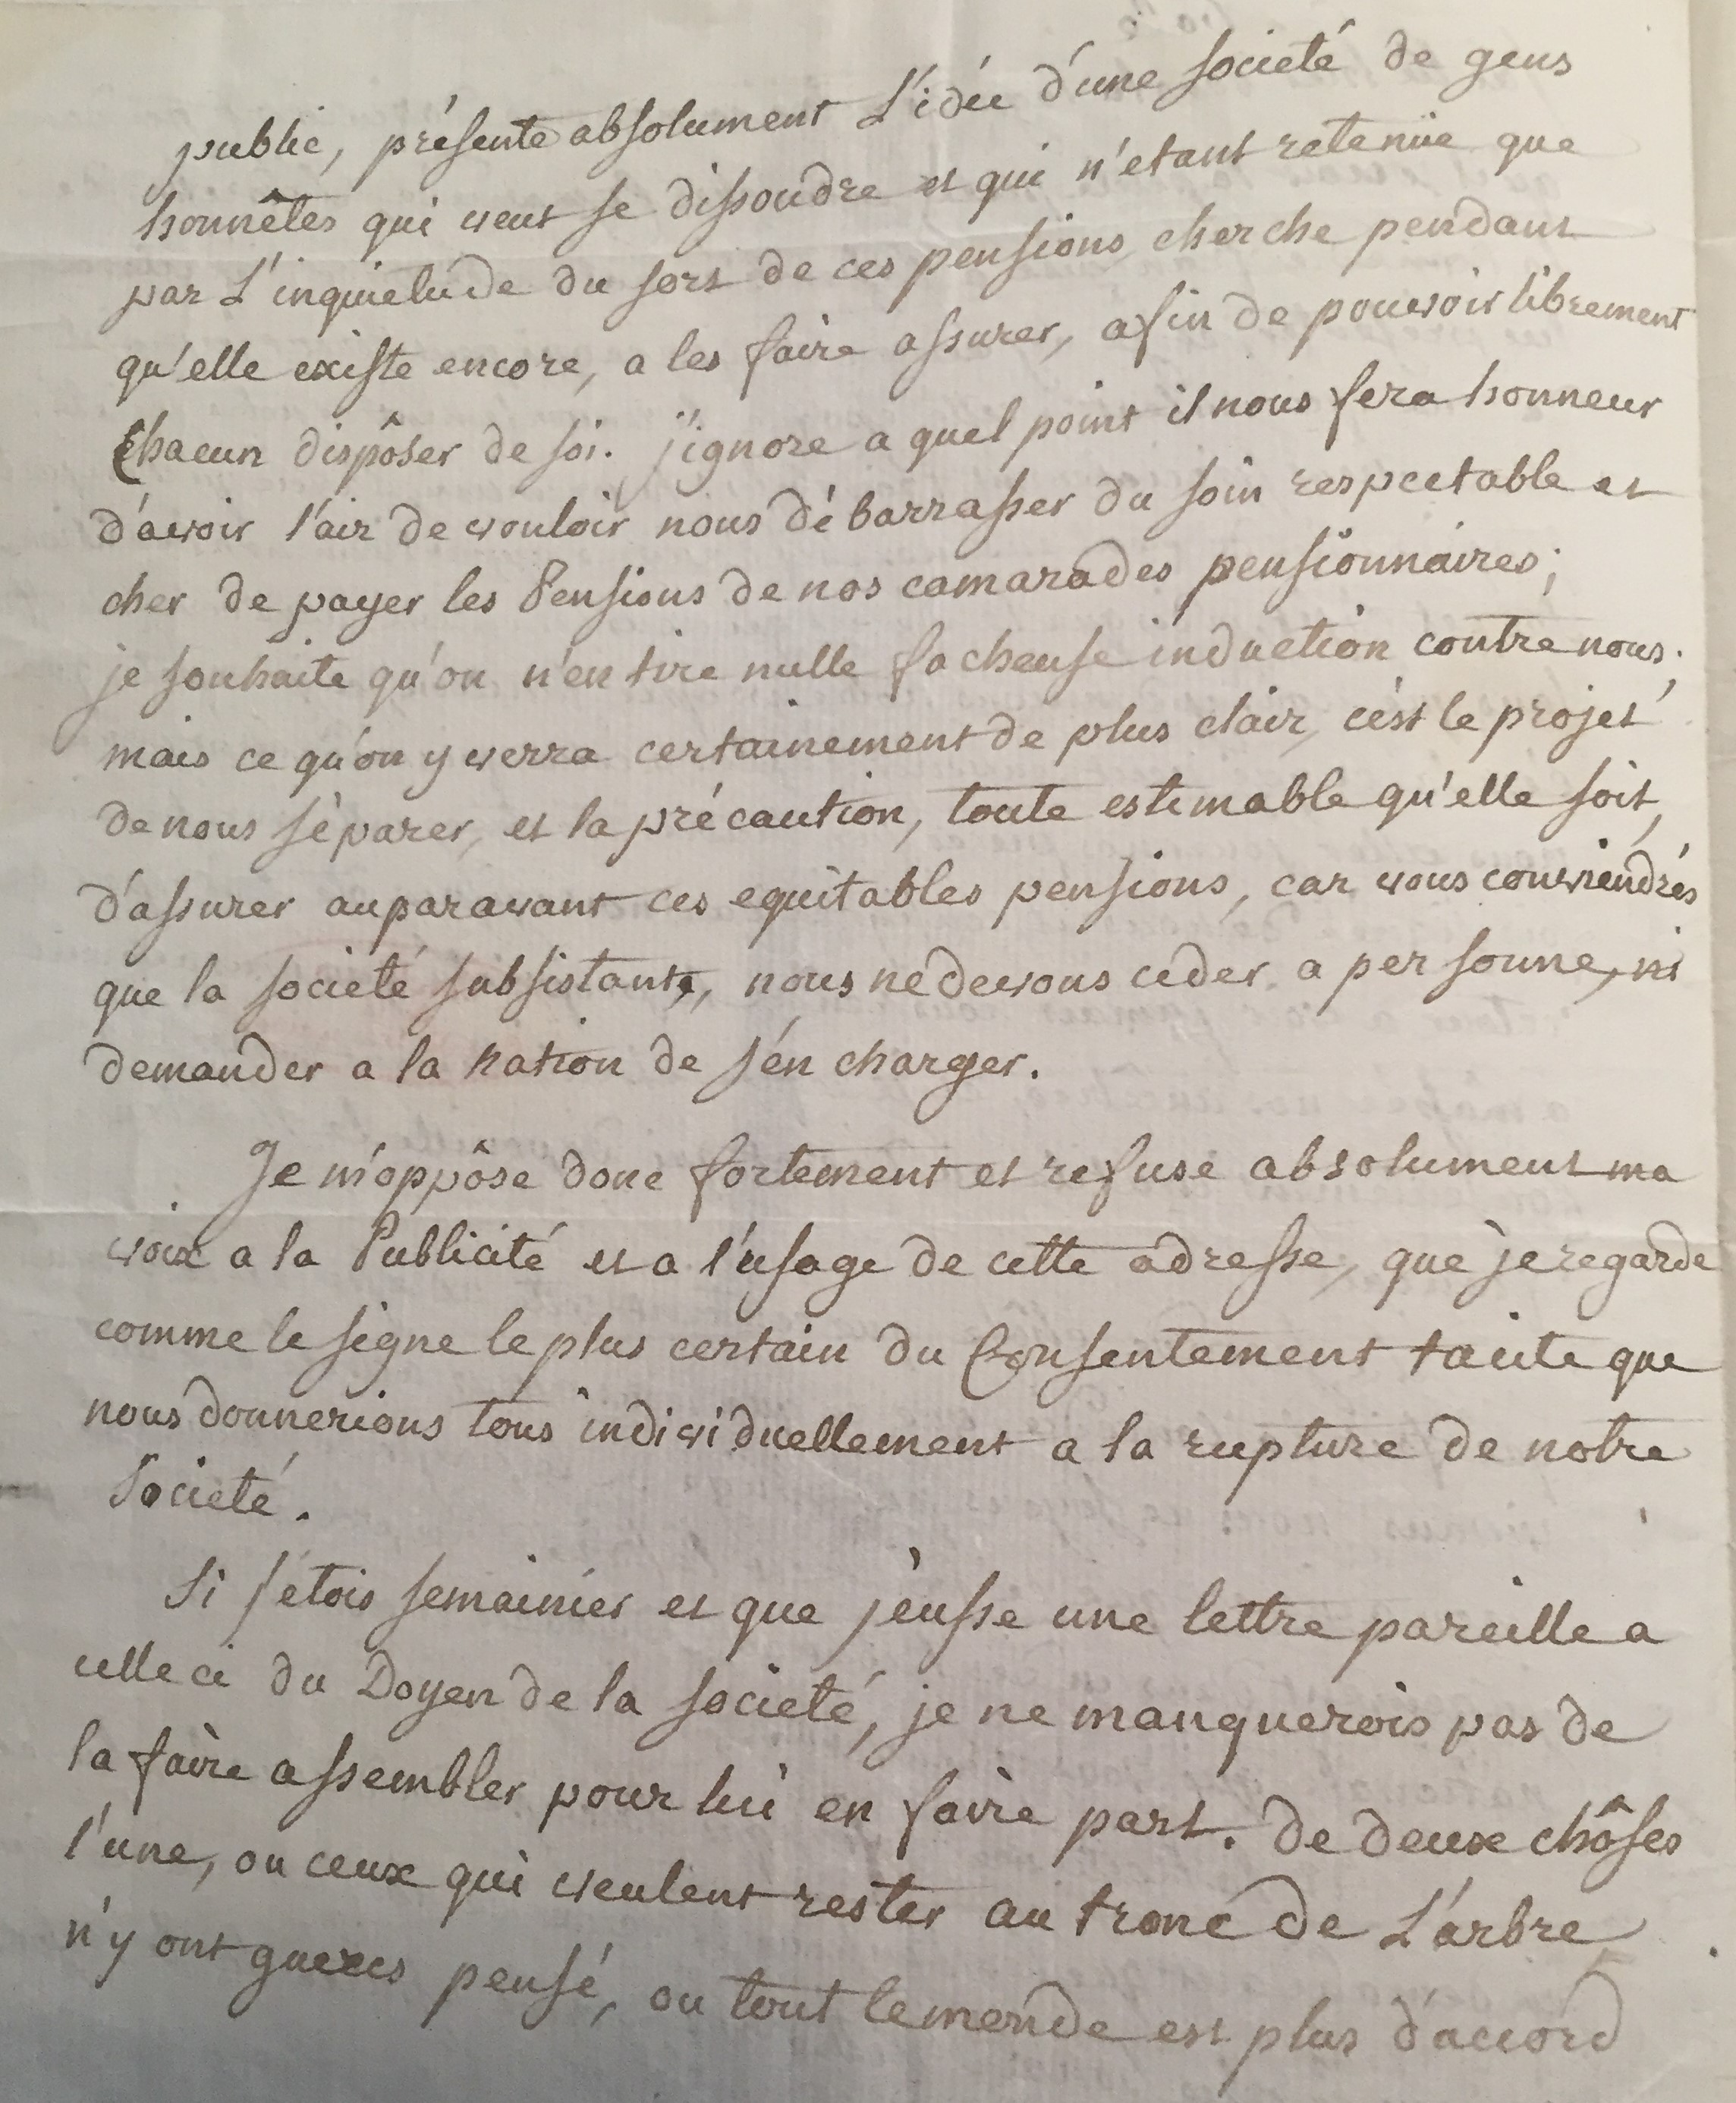 public, présente absolument L'idée d'une societé de gens
honnêtes qui veut se dissoudre et qui n'etant retenüe que
par L'inquietude du sort de ces pensions, cherche pendant
qu'elle existe encore, a les faire assurer, afin de pouvoir librement
Chacun dispôser de soi. j'ignore a quel point il nous fera honneur
d'avoir l'air de vouloir nous débarrasser du soin respectable et
cher de payer les Pensions de nos camarades pensionnaires;
je souhaite qu'on n'en tire nulle facheuse induction contre nous;
mais ce qu'on y verra certainement de plus clair, c'est le projet
de nous séparer, et la précaution, toute estimable qu'elle soit,
d'assurer auparavant ces equitables pensions, car vous conviendrés
que la societé subsistante, nous ne devons ceder a personne, ni
demander a la Nation de s'en charger.
Je m'oppôse donc fortement et refuse absolument ma
voix a la Publicité et a l'usage de cette adresse, que je regarde
comme le signe le plus certain du Consentement tacite que
nous donnerions tous individuellement a la rupture de notre
Societé.
Si j'étois semainier et que j'eusse une lettre pareille a
celle ci du Doyen de la societé, je ne manquerois pas de
la faire assembler pour lui en faire part. De deux chôses
l'une, ou ceux qui veulent rester au tronc de L'arbre,
n'y ont gueres pensé, ou tout le monde est plus d'accord